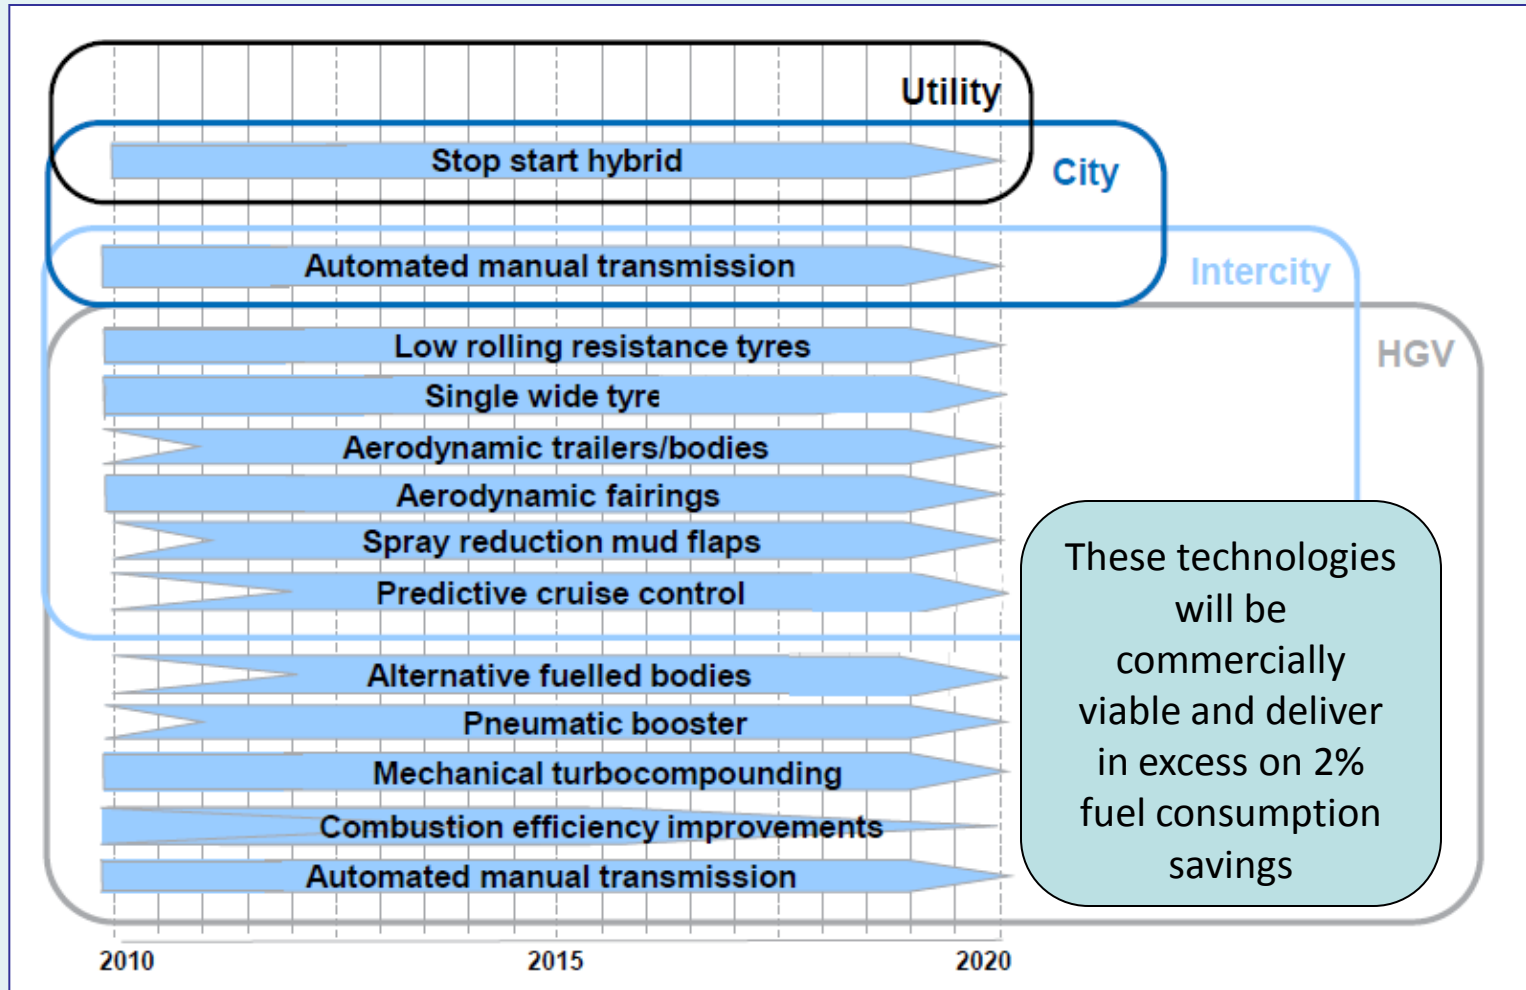 Utility
Stop start hybrid
City
Automated manual transmission
Intercity
Low rolling resistance tyres
HGV
Single wide tyre
Aerodynamic trailers/bodies
Aerodynamic fairings
Spray reduction mud flaps
Predictive cruise control
Alternative fuelled bodies
Pneumatic booster
Mechanical turbocompounding
Combustion efficiency improvements
Automated manual transmission
These technologies
will be
commercially
viable and deliver
in excess on 2%
fuel consumption
savings
2010
2015
2020